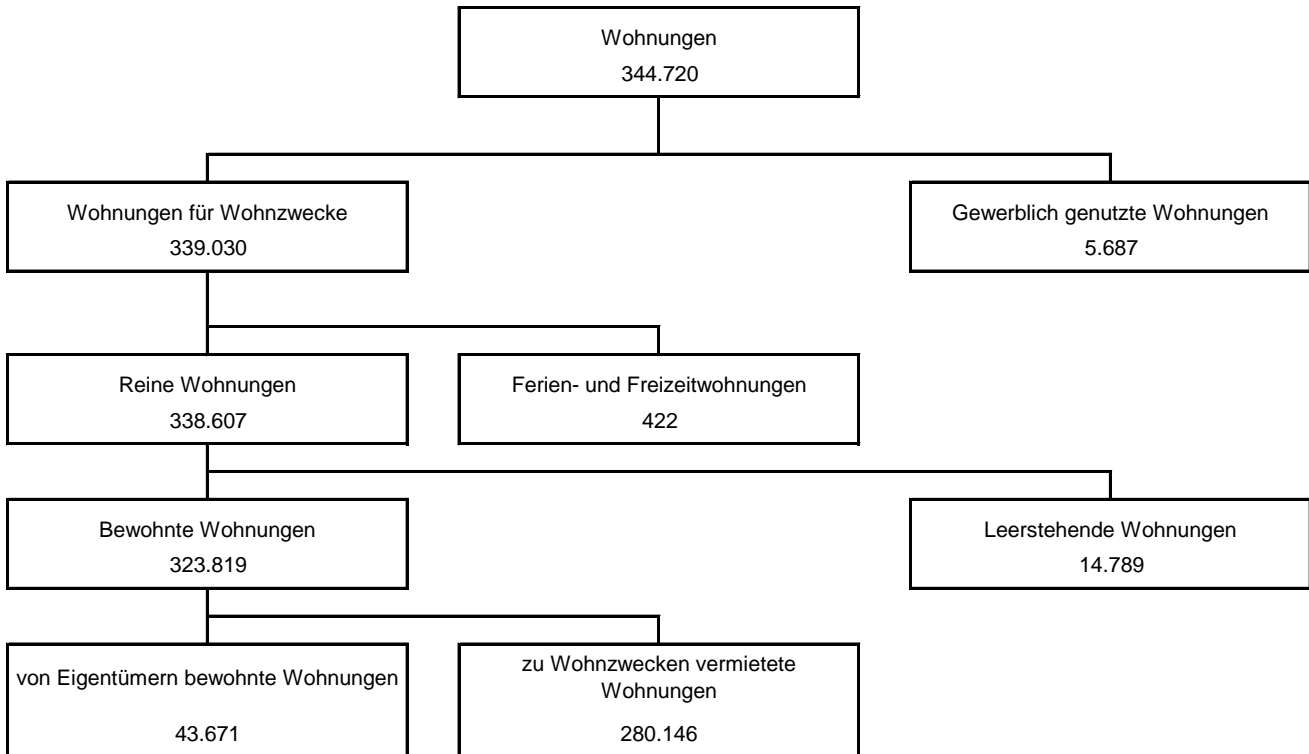 Wohnungen
344.720
Wohnungen für Wohnzwecke
339.030
Gewerblich genutzte Wohnungen
5.687
Reine Wohnungen
338.607
Ferien- und Freizeitwohnungen
422
Bewohnte Wohnungen
323.819
Leerstehende Wohnungen
14.789
von Eigentümern bewohnte Wohnungen
43.671
zu Wohnzwecken vermietete
Wohnungen
280.146